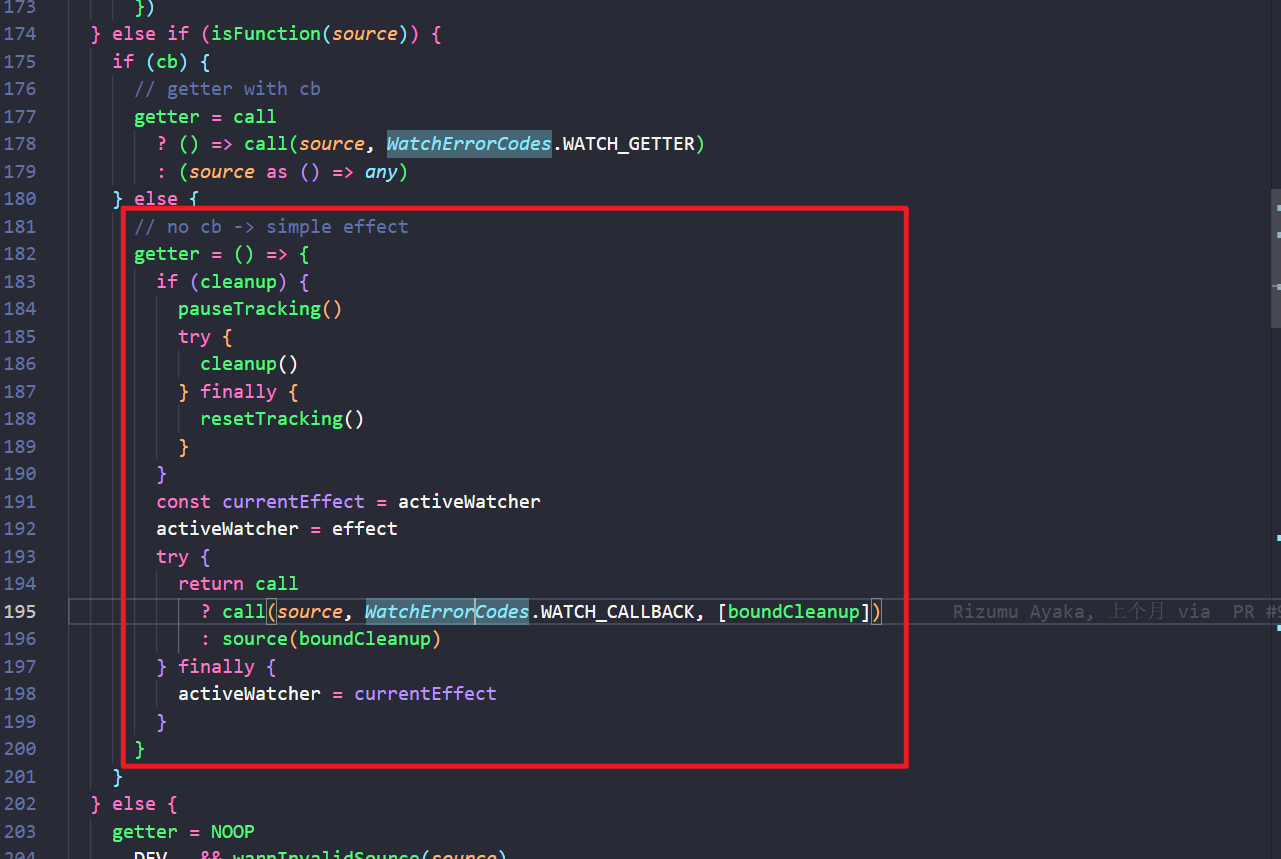 173 })
174 } else if (isFunction(source)) {
175 if (cb) {
176 // getter with cb
177 getter = call
178 ? () => call(source, WatchErrorCodes.WATCH_GETTER)
179 : (source as () => any)
180 } else {
181 // no cb -> simple effect
182 getter = () => {
183 if (cleanup) {
184 pauseTracking()
185 try {
186 cleanup()
187 } finally {
188 resetTracking()
189 }
190 }
191 const currentEffect = activeWatcher
192 activeWatcher = effect
193 try {
194 return call
195 ? call(source, WatchErrorCodes.WATCH_CALLBACK, [boundCleanup]) Rizumu Ayaka, 上个月 via PR #9
196 : source(boundCleanup)
197 } finally {
198 activeWatcher = currentEffect
199 }
200 }
201 }
202 } else {
203 getter = NOOP
204 __DEV__ && warnInvalidSource(source)